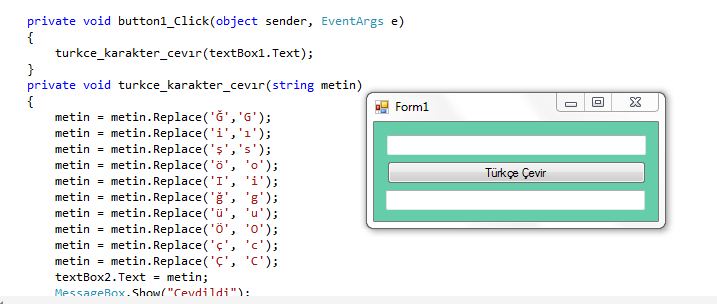 private void button1_Click(object sender, EventArgs e)
{
turkce_karakter_cevır(textBox1.Text);
}
private void turkce_karakter_cevır(string metin)
{
metin = metin.Replace('Ğ','G');
metin = metin.Replace('i','ı');
metin = metin.Replace('ş','s');
metin = metin.Replace('ö', 'o');
metin = metin.Replace('I', 'i');
metin = metin.Replace('ğ', 'g');
metin = metin.Replace('ü', 'u');
metin = metin.Replace('Ö', 'O');
metin = metin.Replace('ç', 'c');
metin = metin.Replace('Ç', 'C');
textBox2.Text = metin;
MessageBox.Show("Çevdildi");
Form1
Türkçe Çevir